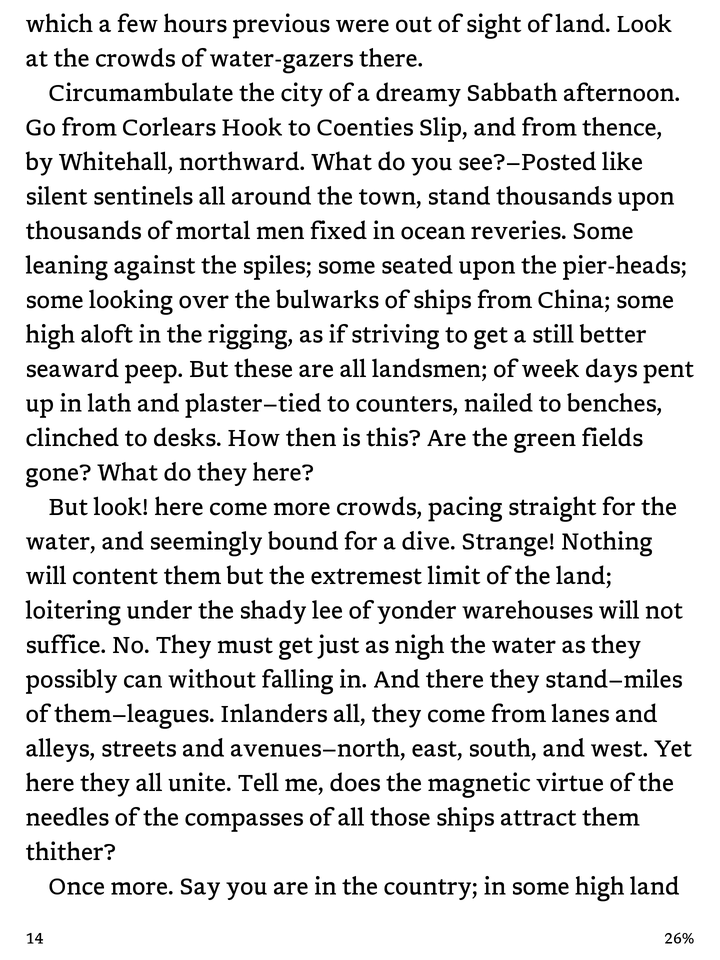 which a few hours previous were out of sight of land. Look
at the crowds of water-gazers there.
Circumambulate the city of a dreamy Sabbath afternoon.
Go from Corlears Hook to Coenties Slip, and from thence,
by Whitehall, northward. What do you see?–Posted like
silent sentinels all around the town, stand thousands upon
thousands of mortal men fixed in ocean reveries. Some
leaning against the spiles; some seated upon the pier-heads;
some looking over the bulwarks of ships from China; some
high aloft in the rigging, as if striving to get a still better
seaward peep. But these are all landsmen; of week days pent
up in lath and plaster–tied to counters, nailed to benches,
clinched to desks. How then is this? Are the green fields
gone? What do they here?
But look! here come more crowds, pacing straight for the
water, and seemingly bound for a dive. Strange! Nothing
will content them but the extremest limit of the land;
loitering under the shady lee of yonder warehouses will not
suffice. No. They must get just as nigh the water as they
possibly can without falling in. And there they stand–miles
of them–leagues. Inlanders all, they come from lanes and
alleys, streets and avenues–north, east, south, and west. Yet
here they all unite. Tell me, does the magnetic virtue of the
needles of the compasses of all those ships attract them
thither?
Once more. Say you are in the country; in some high land
14 26%